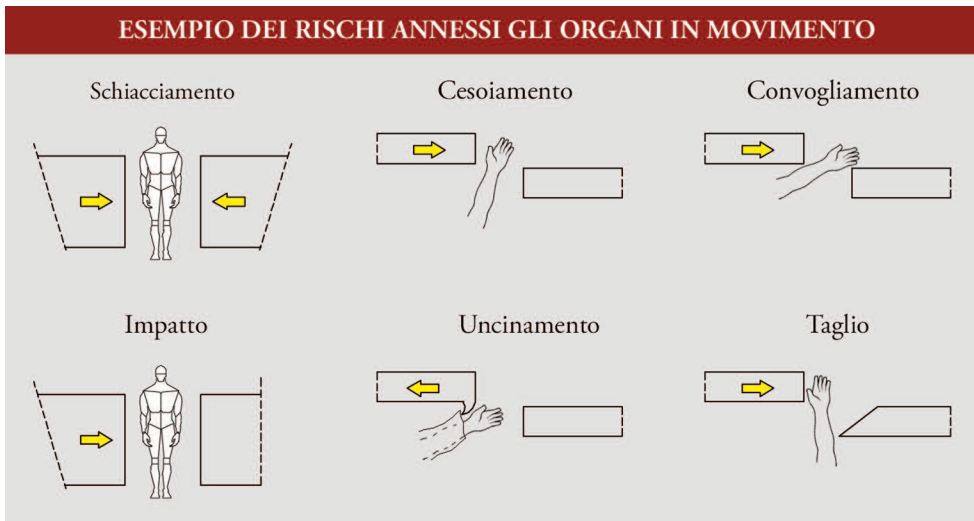 ESEMPIO DEI RISCHI ANNESSI GLI ORGANI IN MOVIMENTO
Schiacciamento
Cesoiamento
Convogliamento
Impatto
Uncinamento
Taglio